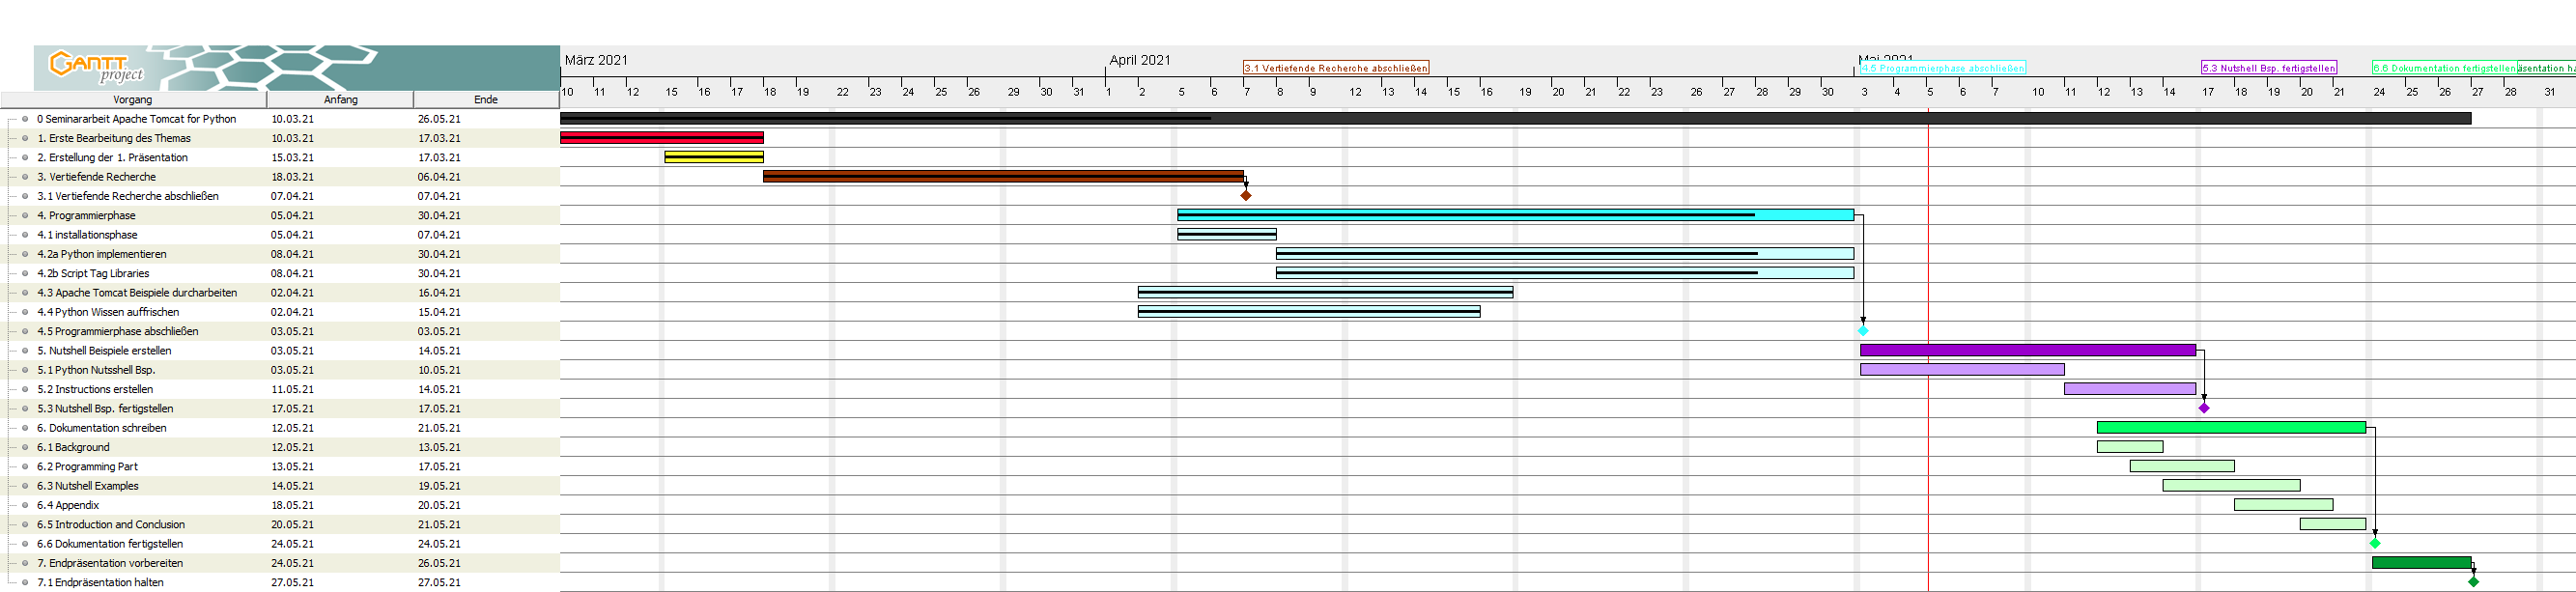 März 2021 April 2021 Mai 2021
GANTT
project
3.1 Vertiefende Recherche abschließen 4.5 Programmierphase abschließen 5.3 Nutshell Bsp. fertigstellen 6.6 Dokumentation fertigstellen
10 11 12 15 16 17 18 19 22 23 24 25 26 29 30 31 1 2 5 6 7 8 9 12 13 14 15 16 19 20 21 22 23 26 27 28 29 30 3 4 5 6 7 10 11 12 13 14 17 18 19 20 21 24 25 26 27 28 31
Vorgang Anfang Ende
0 Seminararbeit Apache Tomcat for Python 10.03.21 26.05.21
1. Erste Bearbeitung des Themas 10.03.21 17.03.21
2. Erstellung der 1. Präsentation 15.03.21 17.03.21
3. Vertiefende Recherche 18.03.21 06.04.21
3.1 Vertiefende Recherche abschließen 07.04.21 07.04.21
4. Programmierphase 05.04.21 30.04.21
4.1 installationsphase 05.04.21 07.04.21
4.2a Python implementieren 08.04.21 30.04.21
4.2b Script Tag Libraries 08.04.21 30.04.21
4.3 Apache Tomcat Beispiele durcharbeiten 02.04.21 16.04.21
4.4 Python Wissen auffrischen 02.04.21 15.04.21
4.5 Programmierphase abschließen 03.05.21 03.05.21
5. Nutshell Beispiele erstellen 03.05.21 14.05.21
5.1 Python Nutsshell Bsp. 03.05.21 10.05.21
5.2 Instructions erstellen 11.05.21 14.05.21
5.3 Nutshell Bsp. fertigstellen 17.05.21 17.05.21
6. Dokumentation schreiben 12.05.21 21.05.21
6.1 Background 12.05.21 13.05.21
6.2 Programming Part 13.05.21 17.05.21
6.3 Nutshell Examples 14.05.21 19.05.21
6.4 Appendix 18.05.21 20.05.21
6.5 Introduction and Conclusion 20.05.21 21.05.21
6.6 Dokumentation fertigstellen 24.05.21 24.05.21
7. Endpräsentation vorbereiten 24.05.21 26.05.21
7.1 Endpräsentation halten 27.05.21 27.05.21